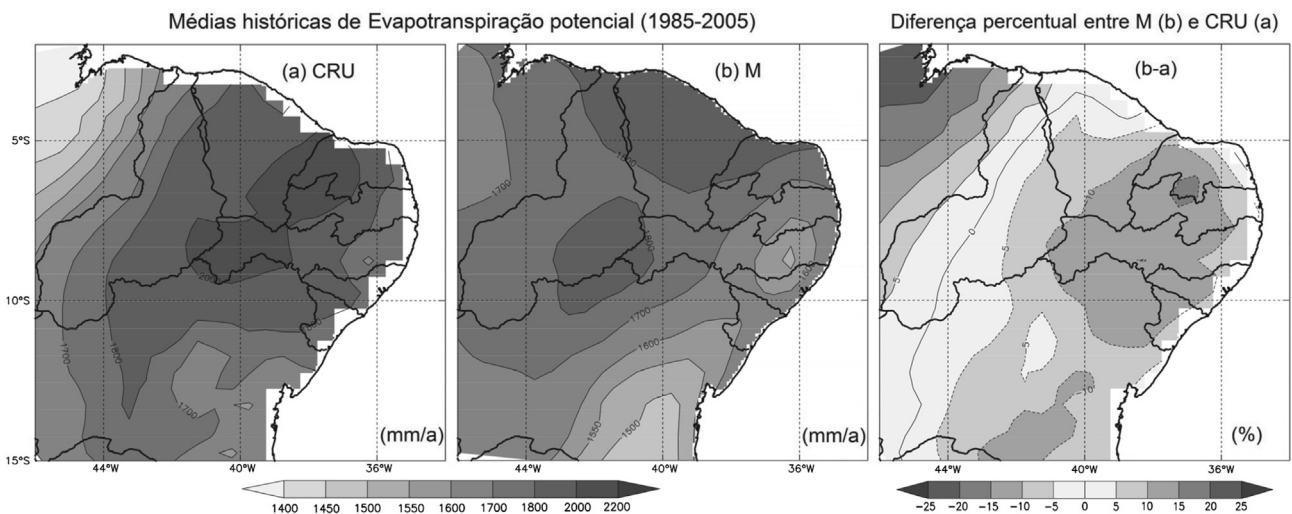 Médias históricas de Evapotranspiração potencial (1985-2005)
Diferença percentual entre M (b) e CRU (a)
(a) CRU
(b) M
(b-a)
5°S
10°S
15°S
1700
1800
1700
1700
1800
1800
1600
1700
1600
1550
1500
0
5
5
5
(mm/a)
(mm/a)
(%)
44°W 40°W 36°W
44°W 40°W 36°W
44°W 40°W 36°W
1400 1450 1500 1550 1600 1700 1800 2000 2200
-25 -20 -15 -10 -5 0 5 10 15 20 25